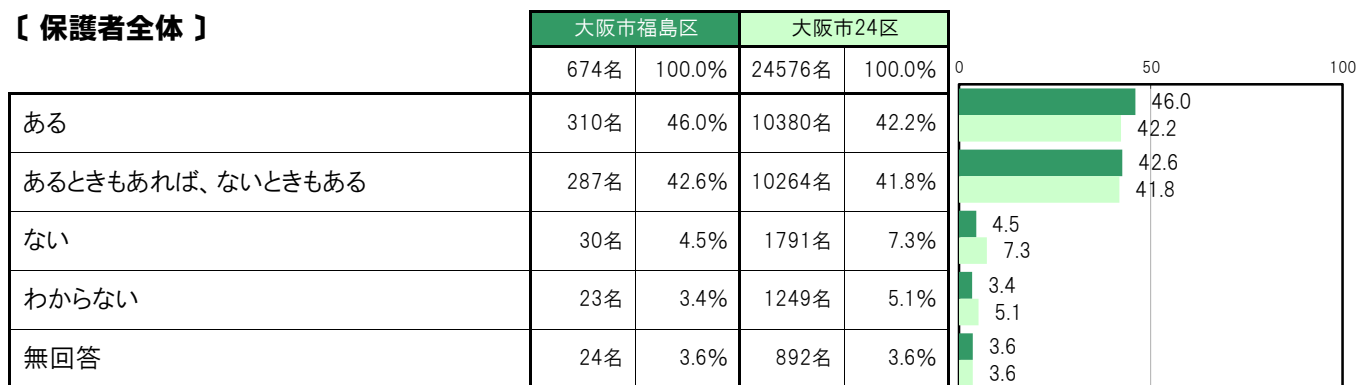 〔 保護者全体 〕
大阪市福島区 大阪市24区
674名 100.0% 24576名 100.0%
0 50 100
ある 310名 46.0% 10380名 42.2% 46.0
42.2
あるときもあれば、ないときもある 287名 42.6% 10264名 41.8% 42.6
41.8
ない 30名 4.5% 1791名 7.3% 4.5
7.3
わからない 23名 3.4% 1249名 5.1% 3.4
5.1
無回答 24名 3.6% 892名 3.6% 3.6
3.6